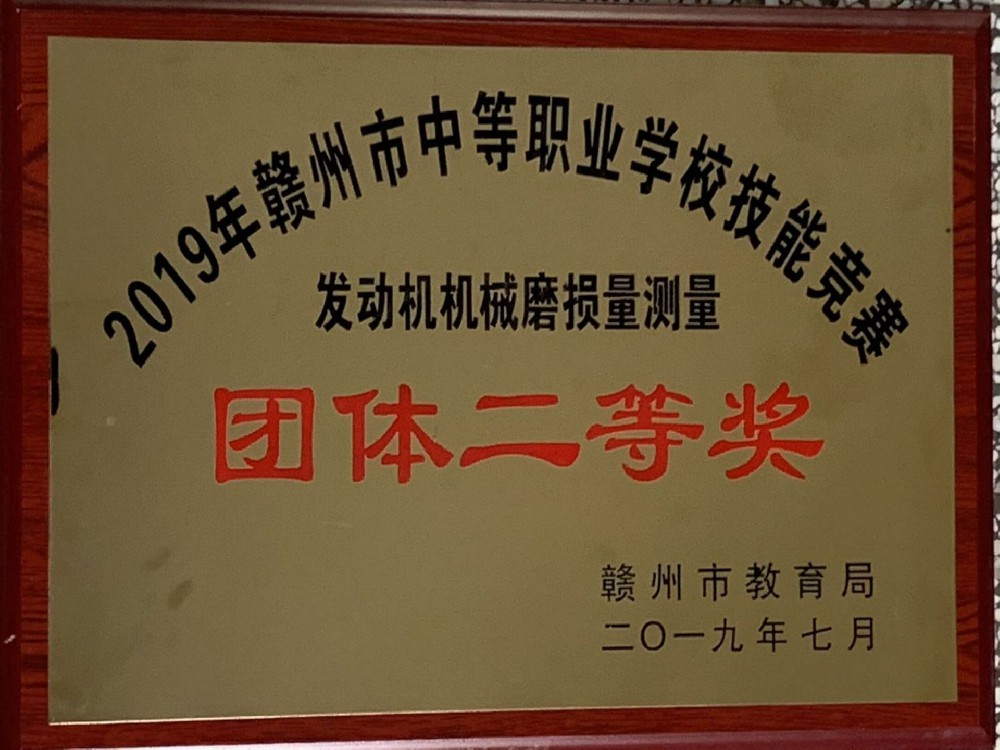 2019年赣州市中等职业学校技能竞赛
发动机机械磨损量测量
团体二等奖
赣州市教育局
二〇一九年七月